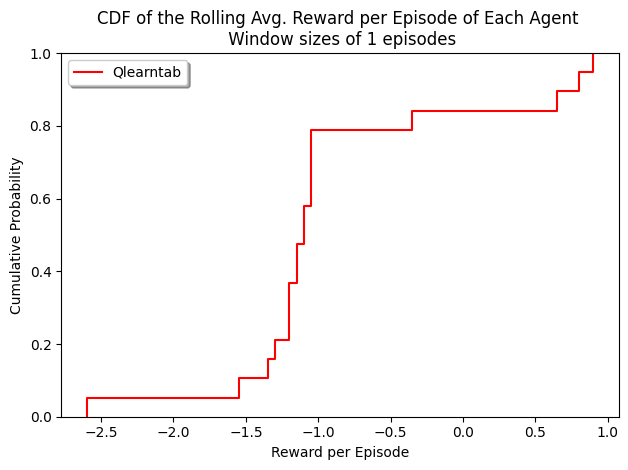 CDF of the Rolling Avg. Reward per Episode of Each Agent
Window sizes of 1 episodes
Qlearntab
Cumulative Probability
1.0
0.8
0.6
0.4
0.2
0.0
−2.5 −2.0 −1.5 −1.0 −0.5 0.0 0.5 1.0
Reward per Episode